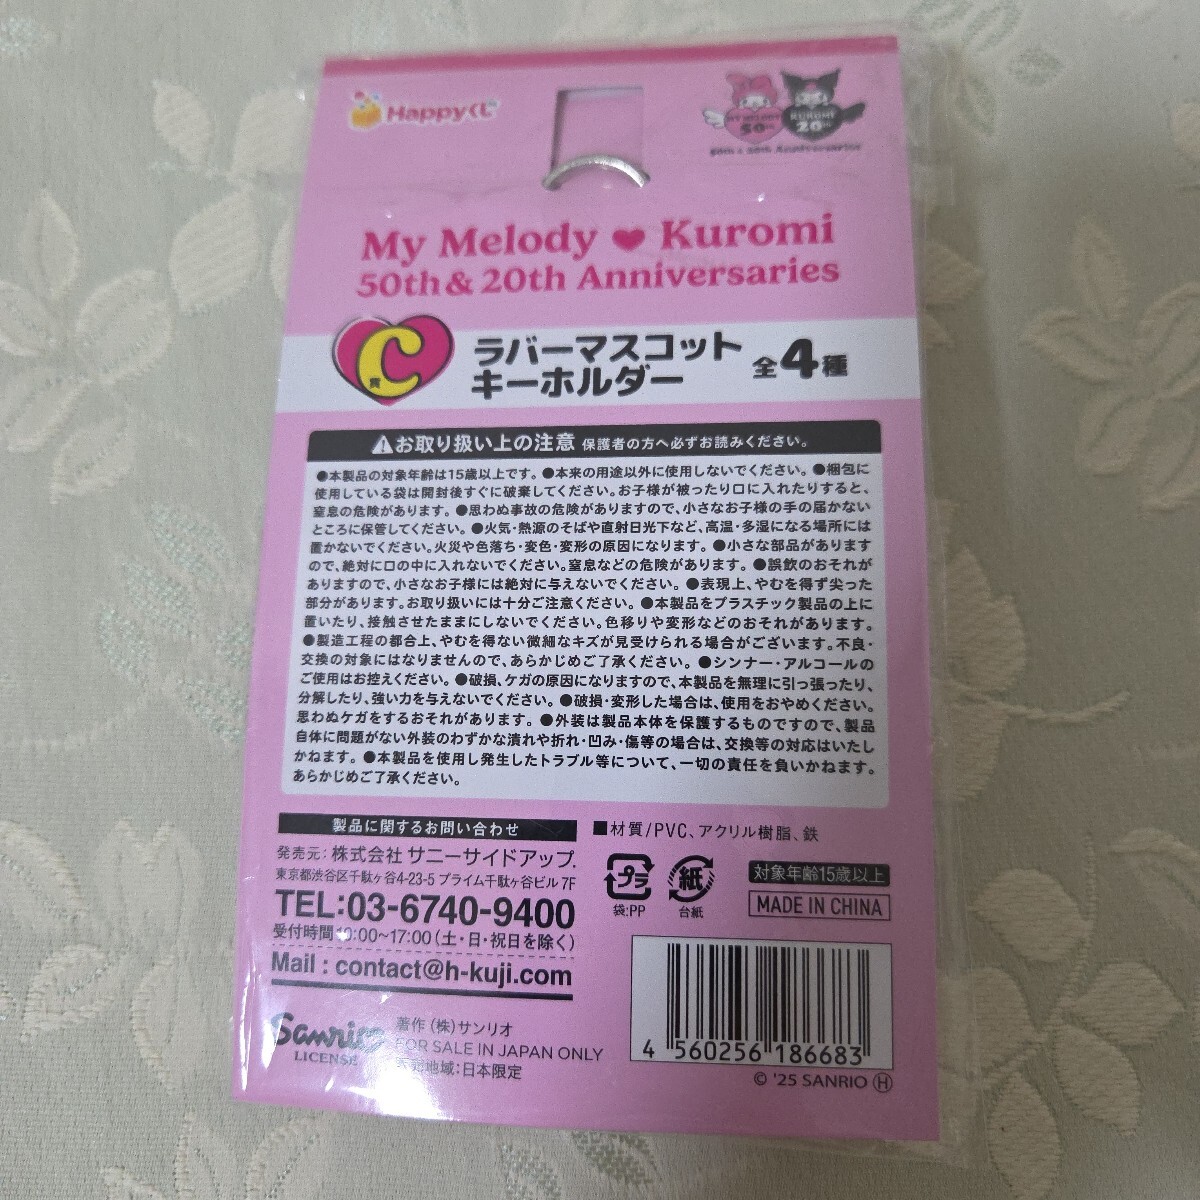 Happyくじ
MY MELODY 50th
KUROMI 20th
50th & 20th Anniversaries
My Melody ♥ Kuromi
50th & 20th Anniversaries
C賞
ラバーマスコット
キーホルダー
全4種
⚠お取り扱い上の注意 保護者の方へ必ずお読みください。
●本製品の対象年齢は15歳以上です。●本来の用途以外に使用しないでください。●梱包に
使用している袋は開封後すぐに破棄してください。お子様が被ったり口に入れたりすると、
窒息の危険があります。●思わぬ事故の危険がありますので、小さなお子様の手の届かない
ところに保管してください。●火気・熱源のそばや直射日光下など、高温・多湿になる場所には
置かないでください。火災や色落ち・変色・変形の原因になります。●小さな部品があります
ので、絶対に口の中に入れないでください。窒息などの危険があります。●誤飲のおそれが
ありますので、小さなお子様には絶対に与えないでください。●表現上、やむを得ず尖った
部分があります。お取り扱いには十分ご注意ください。●本製品をプラスチック製品の上に
置いたり、接触させたままにしないでください。色移りや変形などのおそれがあります。
●製造工程の都合上、やむを得ない微細なキズが見受けられる場合がございます。不良・
交換の対象にはなりませんので、あらかじめご了承ください。●シンナー・アルコールの
ご使用はお控えください。●破損、ケガの原因になりますので、本製品を無理に引っ張ったり、
分解したり、強い力を与えないでください。●破損・変形した場合は、使用をおやめください。
思わぬケガをするおそれがあります。●外装は製品本体を保護するものですので、製品
自体に問題がない外装のわずかな潰れや折れ・凹み・傷等の場合は、交換等の対応はいたし
かねます。●本製品を使用し発生したトラブル等について、一切の責任を負いかねます。
あらかじめご了承ください。
製品に関するお問い合わせ
発売元：株式会社 サニーサイドアップ.
東京都渋谷区千駄ヶ谷4-23-5 プライム千駄ヶ谷ビル 7F
TEL:03-6740-9400
受付時間10:00~17:00（土・日・祝日を除く）
Mail : contact@h-kuji.com
■材質/PVC、アクリル樹脂、鉄
プラ
袋:PP
紙
台紙
対象年齢15歳以上
MADE IN CHINA
Sanrio
LICENSE
著作（株）サンリオ
FOR SALE IN JAPAN ONLY
地域:日本限定
4 560256 186683
© '25 SANRIO Ⓗ